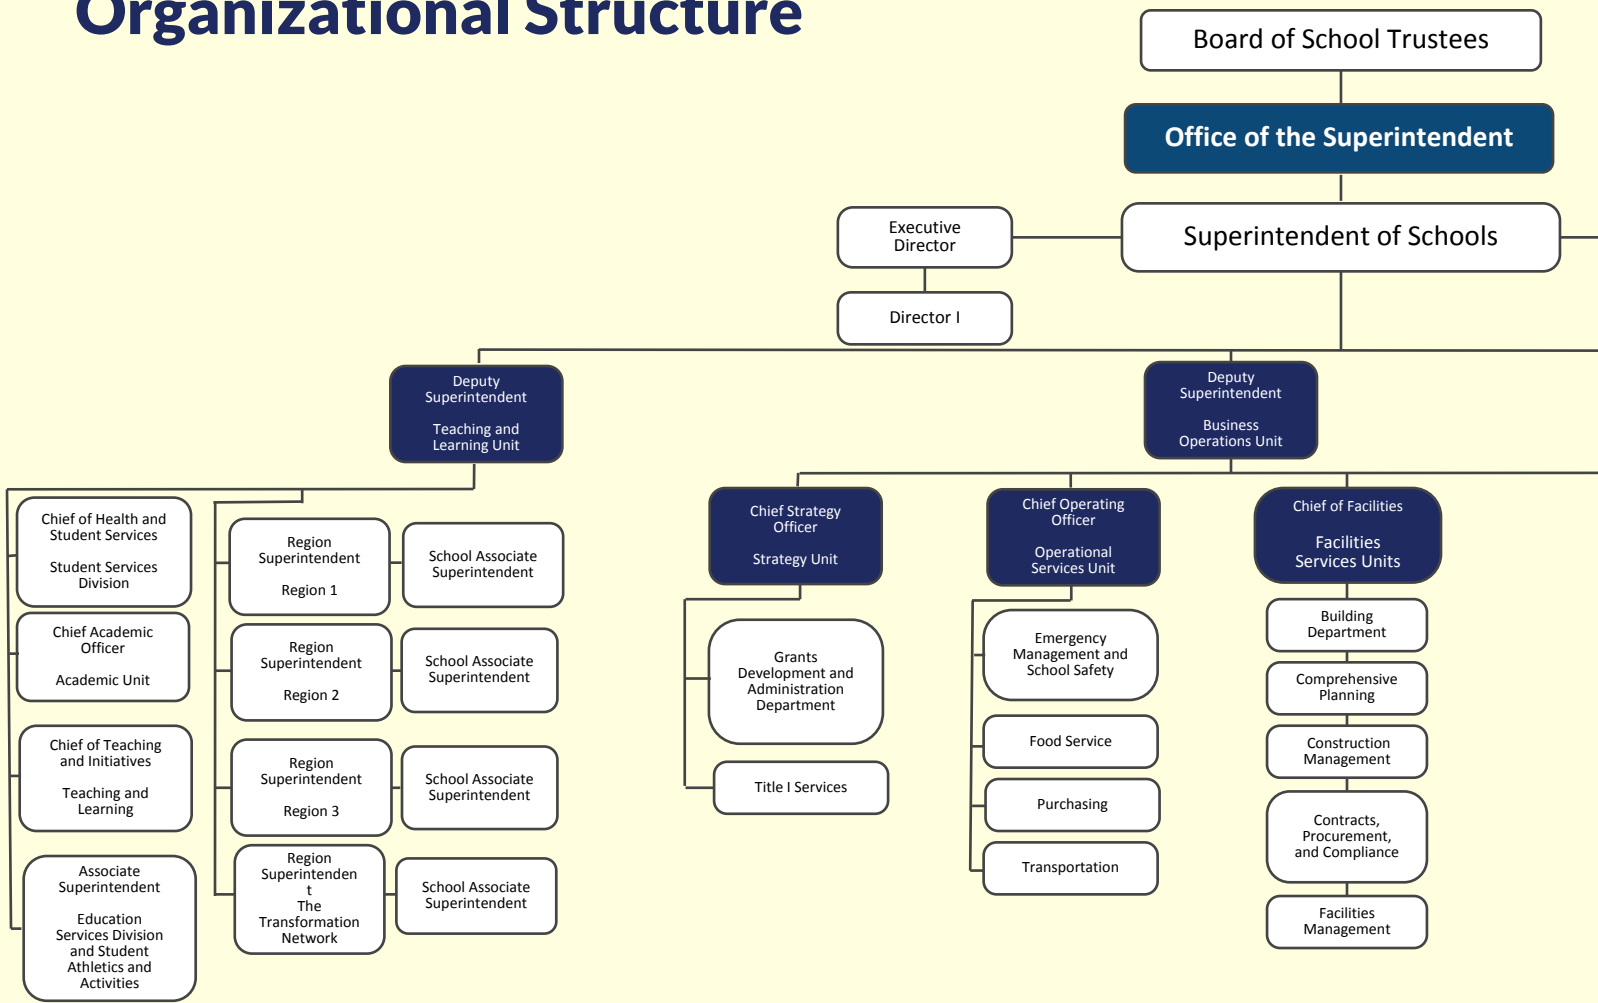 Organizational Structure
Board of School Trustees
Office of the Superintendent
Superintendent of Schools
Executive
Director
Director I
Deputy
Superintendent
Teaching and
Learning Unit
Deputy
Superintendent
Business
Operations Unit
Chief of Health and
Student Services
Student Services
Division
Chief Academic
Officer
Academic Unit
Chief of Teaching
and Initiatives
Teaching and
Learning
Associate
Superintendent
Education
Services Division
and Student
Athletics and
Activities
Region
Superintendent
Region 1
School Associate
Superintendent
Region
Superintendent
Region 2
School Associate
Superintendent
Region
Superintendent
Region 3
School Associate
Superintendent
Region
Superintenden
t
The
Transformation
Network
School Associate
Superintendent
Chief Strategy
Officer
Strategy Unit
Grants
Development and
Administration
Department
Title I Services
Chief Operating
Officer
Operational
Services Unit
Emergency
Management and
School Safety
Food Service
Purchasing
Transportation
Chief of Facilities
Facilities
Services Units
Building
Department
Comprehensive
Planning
Construction
Management
Contracts,
Procurement,
and Compliance
Facilities
Management